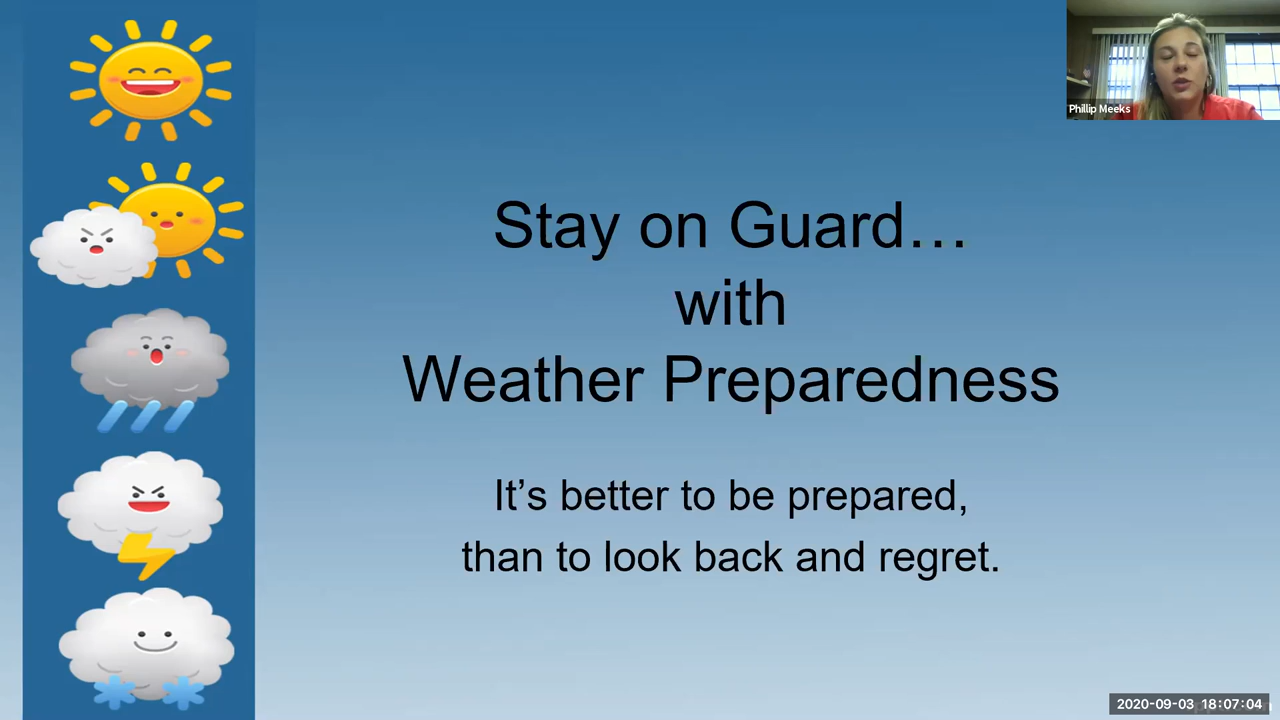 Phillip Meeks
Stay on Guard…
with
Weather Preparedness
It’s better to be prepared,
than to look back and regret.
2020-09-03 18:07:04